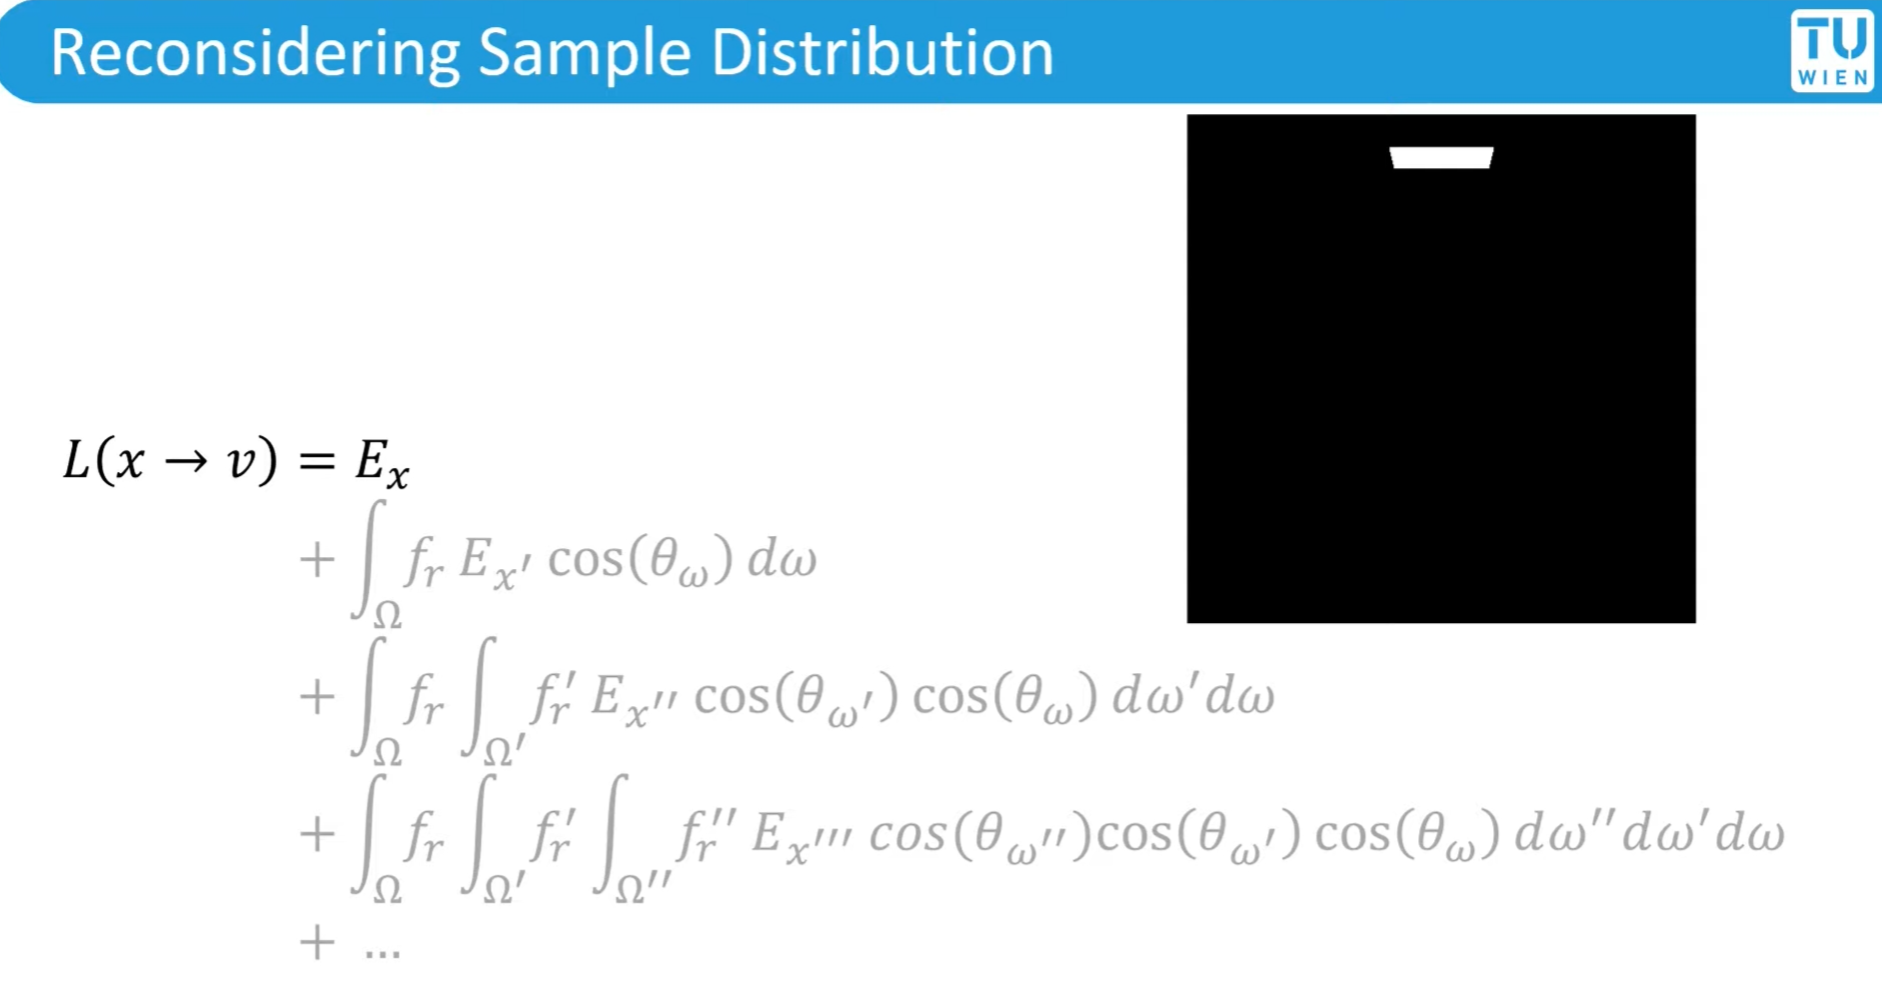 Reconsidering Sample Distribution
TU
WIEN
L(x → v) = Eₓ
+ ∫_Ω f_r E_x′ cos(θ_ω) dω
+ ∫_Ω f_r ∫_Ω′ f_r′ E_x′′ cos(θ_ω′) cos(θ_ω) dω′dω
+ ∫_Ω f_r ∫_Ω′ f_r′ ∫_Ω′′ f_r′′ E_x′′′ cos(θ_ω′′)cos(θ_ω′) cos(θ_ω) dω′′dω′dω
+ ...